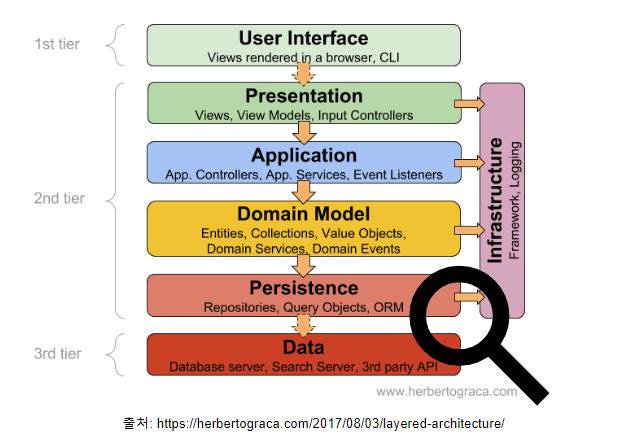 1st tier
User Interface
Views rendered in a browser, CLI
2nd tier
Presentation
Views, View Models, Input Controllers
Application
App. Controllers, App. Services, Event Listeners
Domain Model
Entities, Collections, Value Objects,
Domain Services, Domain Events
Persistence
Repositories, Query Objects, ORM
Infrastructure
Framework, Logging
3rd tier
Data
Database server, Search Server, 3rd party API
www.herbertograca.com
출처: https://herbertograca.com/2017/08/03/layered-architecture/